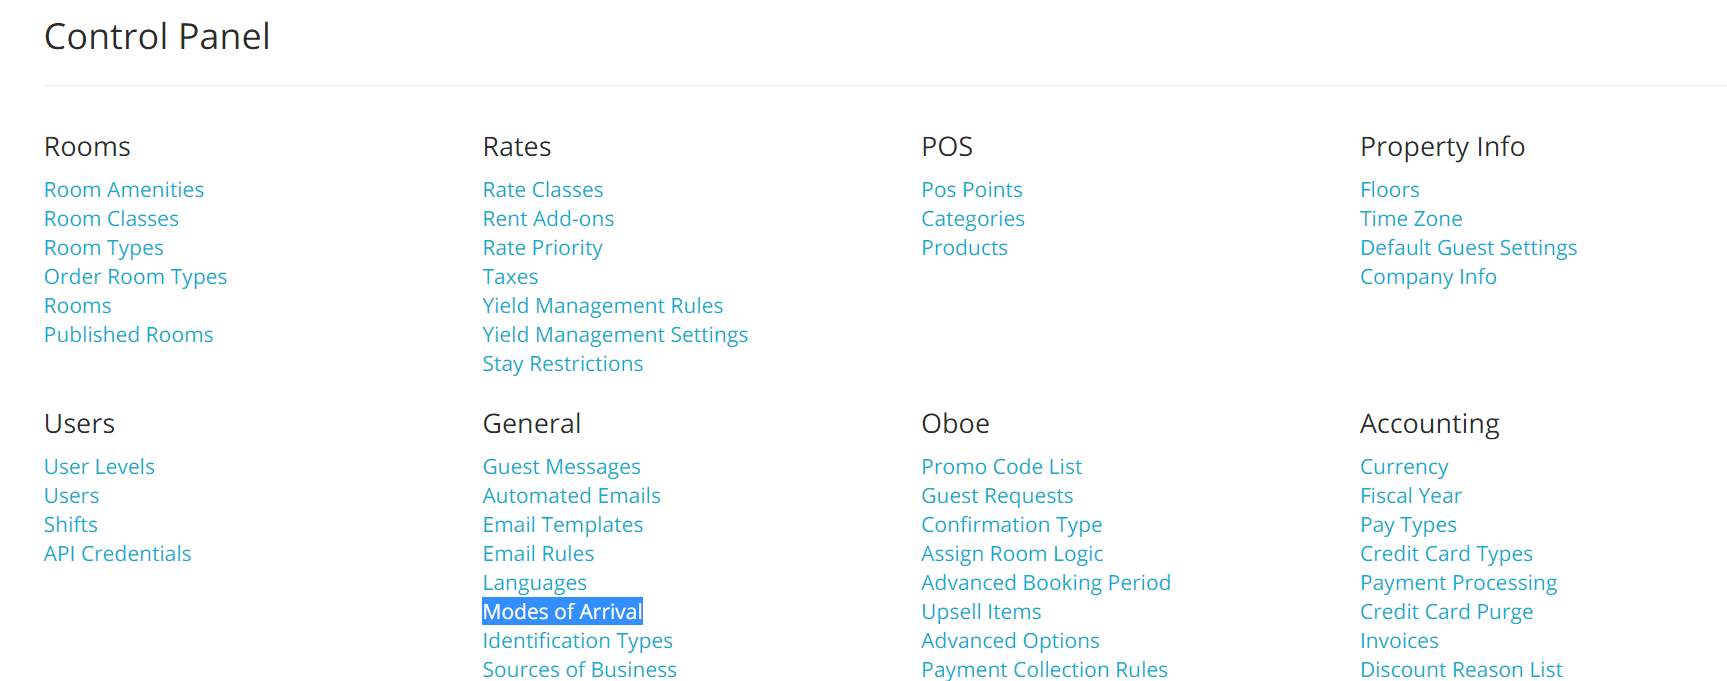 Control Panel
Rooms
Room Amenities
Room Classes
Room Types
Order Room Types
Rooms
Published Rooms
Rates
Rate Classes
Rent Add-ons
Rate Priority
Taxes
Yield Management Rules
Yield Management Settings
Stay Restrictions
POS
Pos Points
Categories
Products
Property Info
Floors
Time Zone
Default Guest Settings
Company Info
Users
User Levels
Users
Shifts
API Credentials
General
Guest Messages
Automated Emails
Email Templates
Email Rules
Languages
Modes of Arrival
Identification Types
Sources of Business
Oboe
Promo Code List
Guest Requests
Confirmation Type
Assign Room Logic
Advanced Booking Period
Upsell Items
Advanced Options
Payment Collection Rules
Accounting
Currency
Fiscal Year
Pay Types
Credit Card Types
Payment Processing
Credit Card Purge
Invoices
Discount Reason List